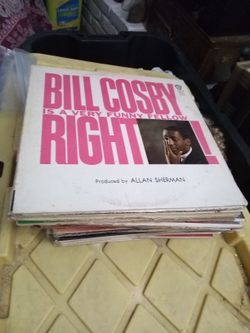 BILL COSBY
IS A VERY FUNNY FELLOW
RIGHT!
Produced by ALLAN SHERMAN